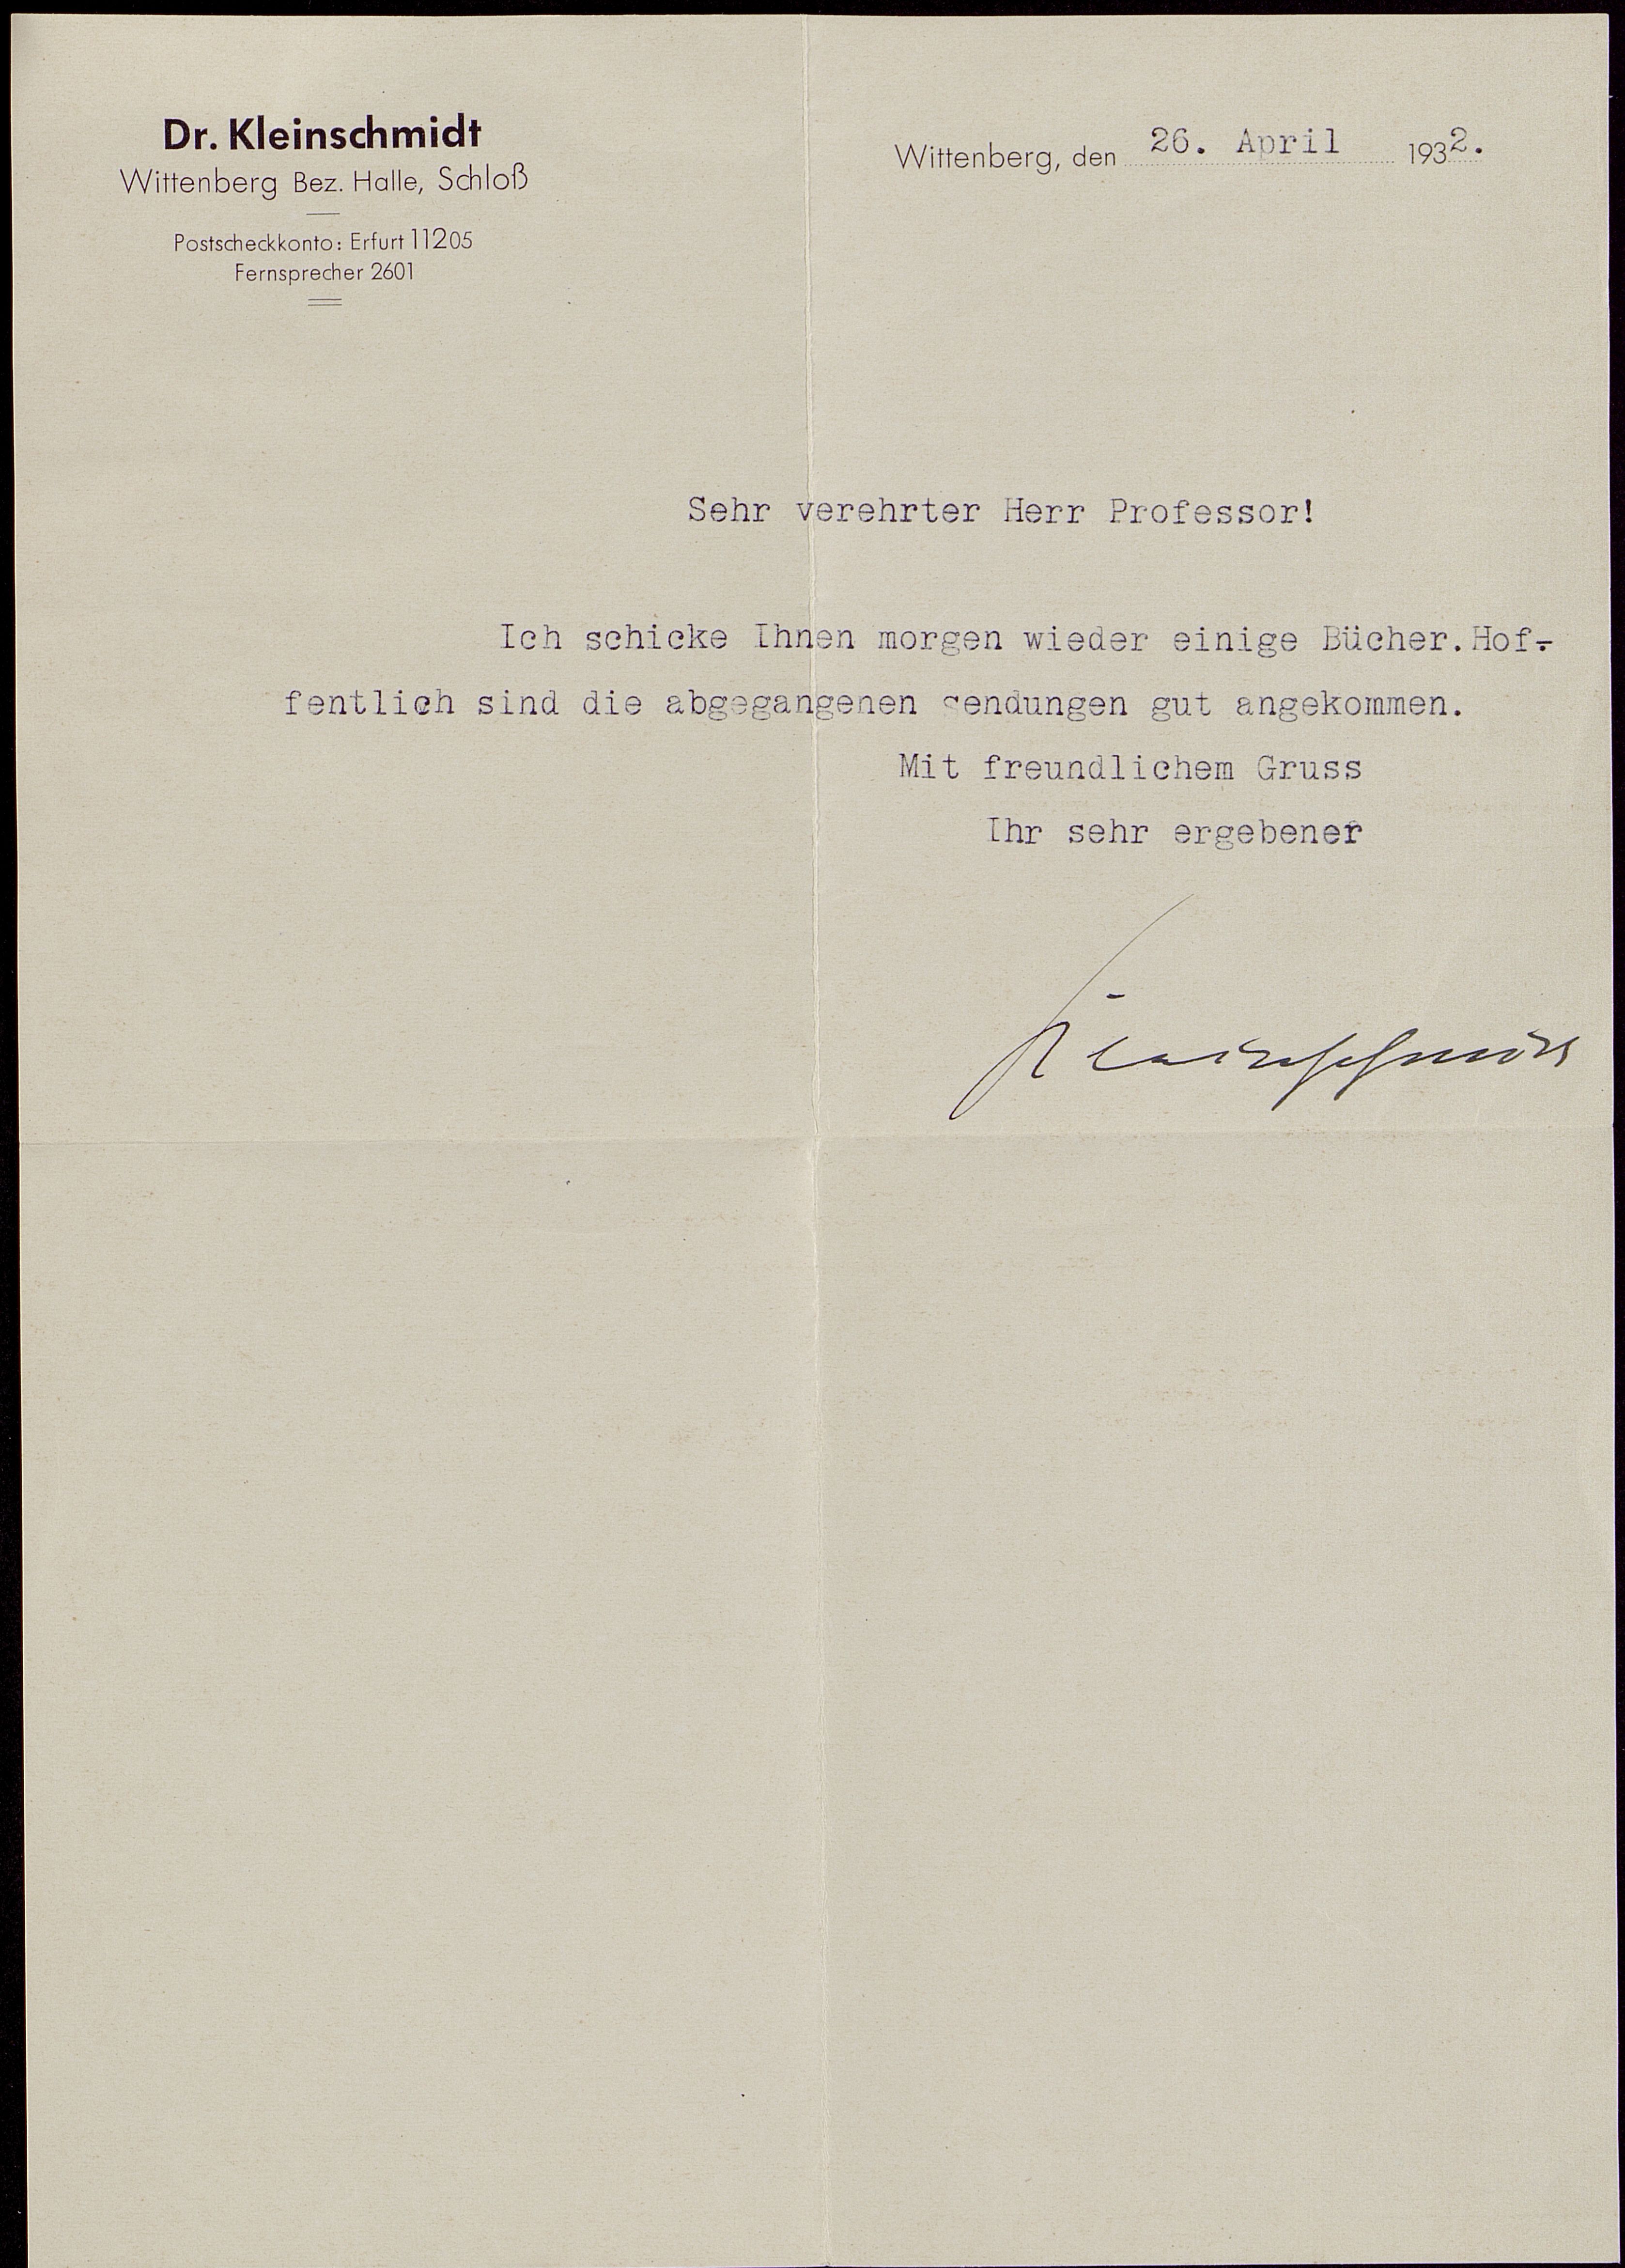 Dr. Kleinschmidt
Wittenberg Bez. Halle, Schloß
Postscheckkonto: Erfurt 11205
Fernsprecher 2601
Wittenberg, den 26. April 1932.
Sehr verehrter Herr Professor!
Ich schicke Ihnen morgen wieder einige Bücher. Hof-
fentlich sind die abgegangenen sendungen gut angekommen.
Mit freundlichem Gruss
Ihr sehr ergebener
Kleinschmidt